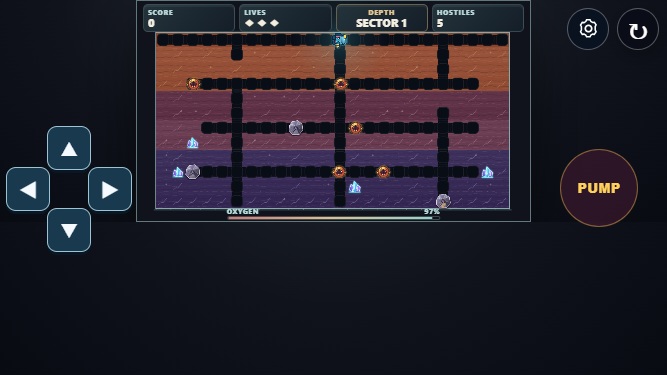 SCORE
0
LIVES
DEPTH
SECTOR 1
HOSTILES
5
PUMP
OXYGEN
97%